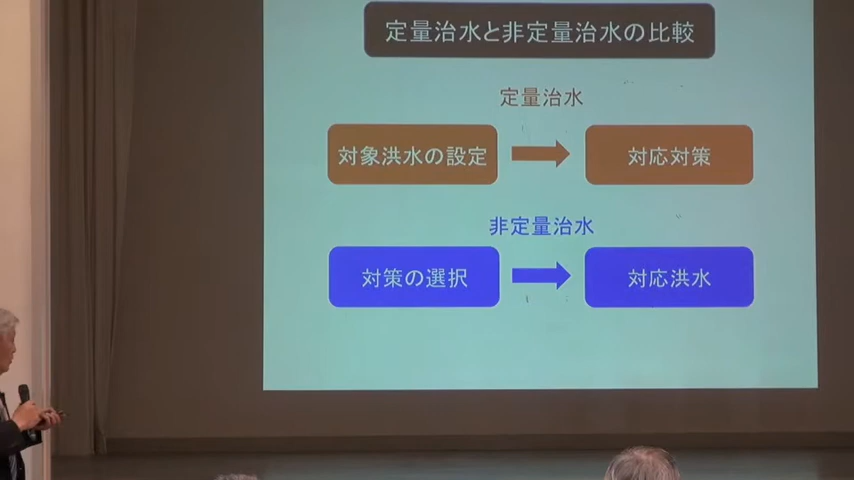 定量治水と非定量治水の比較
定量治水
対象洪水の設定
対応対策
非定量治水
対策の選択
対応洪水